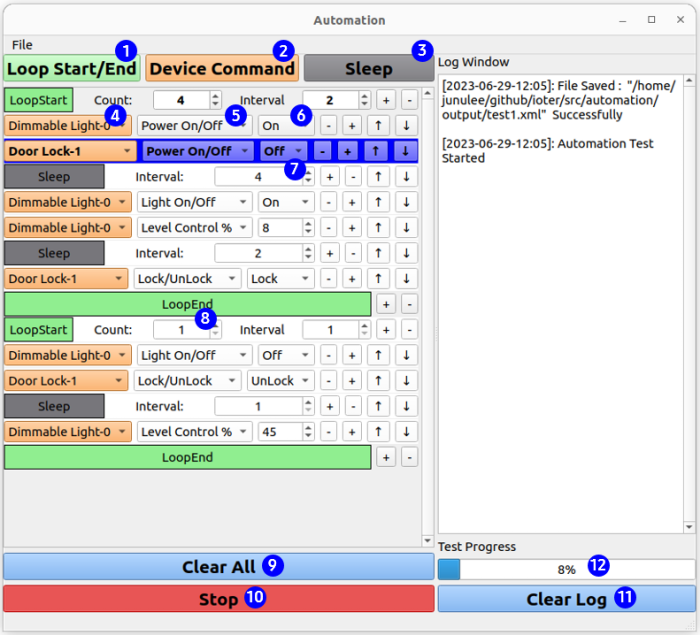 Automation
File
1 2 3
Loop Start/End Device Command Sleep
LoopStart Count: 4 Interval 2 + -
4 5 6
Dimmable Light-0 Power On/Off On - + ↑ ↓
Door Lock-1 Power On/Off Off - + ↑ ↓
7
Sleep Interval: 4 + - ↑ ↓
Dimmable Light-0 Light On/Off On - + ↑ ↓
Dimmable Light-0 Level Control % 8 - + ↑ ↓
Sleep Interval: 2 + - ↑ ↓
Door Lock-1 Lock/UnLock Lock - + ↑ ↓
LoopEnd + -
8
LoopStart Count: 1 Interval 1 + -
Dimmable Light-0 Light On/Off Off - + ↑ ↓
Door Lock-1 Lock/UnLock UnLock - + ↑ ↓
Sleep Interval: 1 + - ↑ ↓
Dimmable Light-0 Level Control % 45 - + ↑ ↓
LoopEnd + -
Clear All 9
Stop 10
Log Window
[2023-06-29-12:05]: File Saved : "/home/
junulee/github/ioter/src/automation/
output/test1.xml" Successfully
[2023-06-29-12:05]: Automation Test
Started
Test Progress
8% 12
Clear Log 11